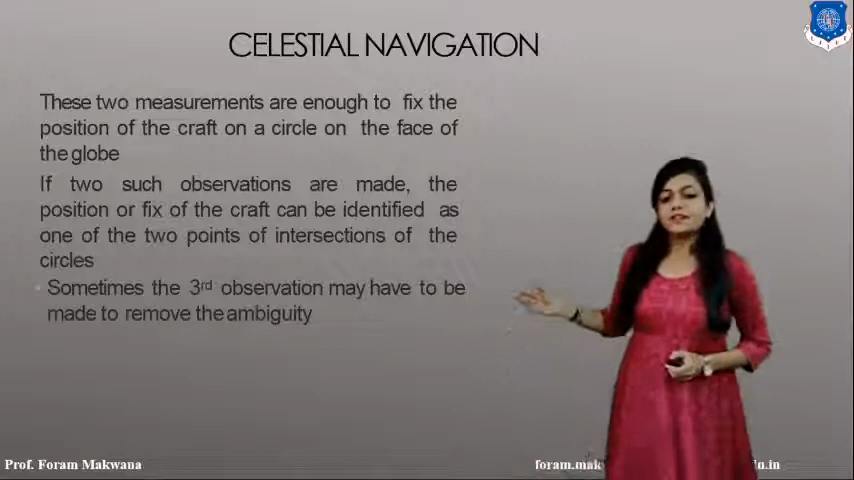 CELESTIAL NAVIGATION
These two measurements are enough to fix the
position of the craft on a circle on the face of
the globe
If two such observations are made, the
position or fix of the craft can be identified as
one of the two points of intersections of the
circles
Sometimes the 3rd observation may have to be
made to remove the ambiguity
Prof. Foram Makwana
foram.mak